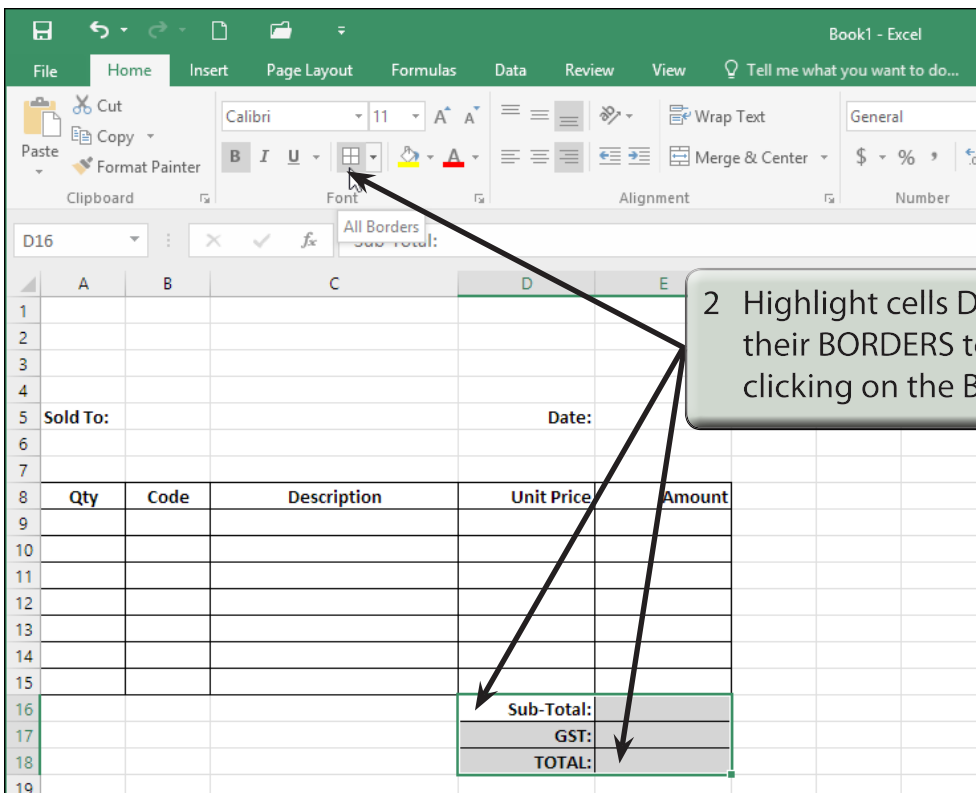 Book1 - Excel
File Home Insert Page Layout Formulas Data Review View Tell me what you want to do...
Cut
Copy
Format Painter
Paste
Clipboard
Calibri 11 A A
B I U A
Font
Wrap Text
Merge & Center
Alignment
General
$ % ,
Number
All Borders
D16 fx Sub-Total:
A B C D E
1
2
3
4
5 Sold To: Date:
6
7
8 Qty Code Description Unit Price Amount
9
10
11
12
13
14
15
16 Sub-Total:
17 GST:
18 TOTAL:
19
2 Highlight cells D
their BORDERS
clicking on the B